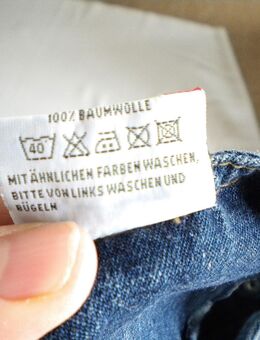 100% BAUMWOLLE
40°
MIT ÄHNLICHEN FARBEN WASCHEN,
BITTE VON LINKS WASCHEN UND
BÜGELN